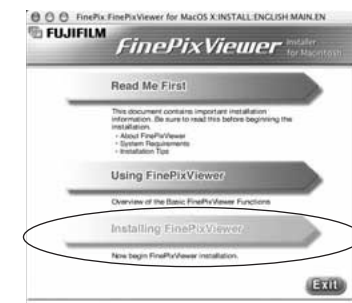 FinePix:FinePixViewer for MacOS X:INSTALL:ENGLISH:MAIN.EN
FUJIFILM
FinePixViewer Installer
for Macintosh
Read Me First
This document contains important installation
information. Be sure to read this before beginning the
installation.
- About FinePixViewer
- System Requirements
- Installation Tips
Using FinePixViewer
Overview of the Basic FinePixViewer Functions
Installing FinePixViewer
Now begin FinePixViewer installation.
Exit